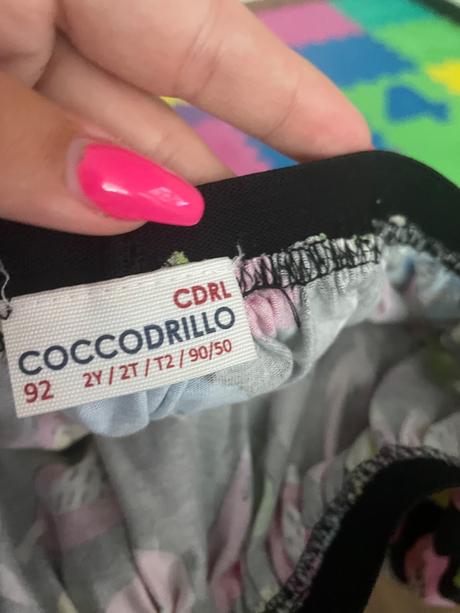 CDRL
COCCODRILLO
92 2Y / 2T / T2 / 90/50